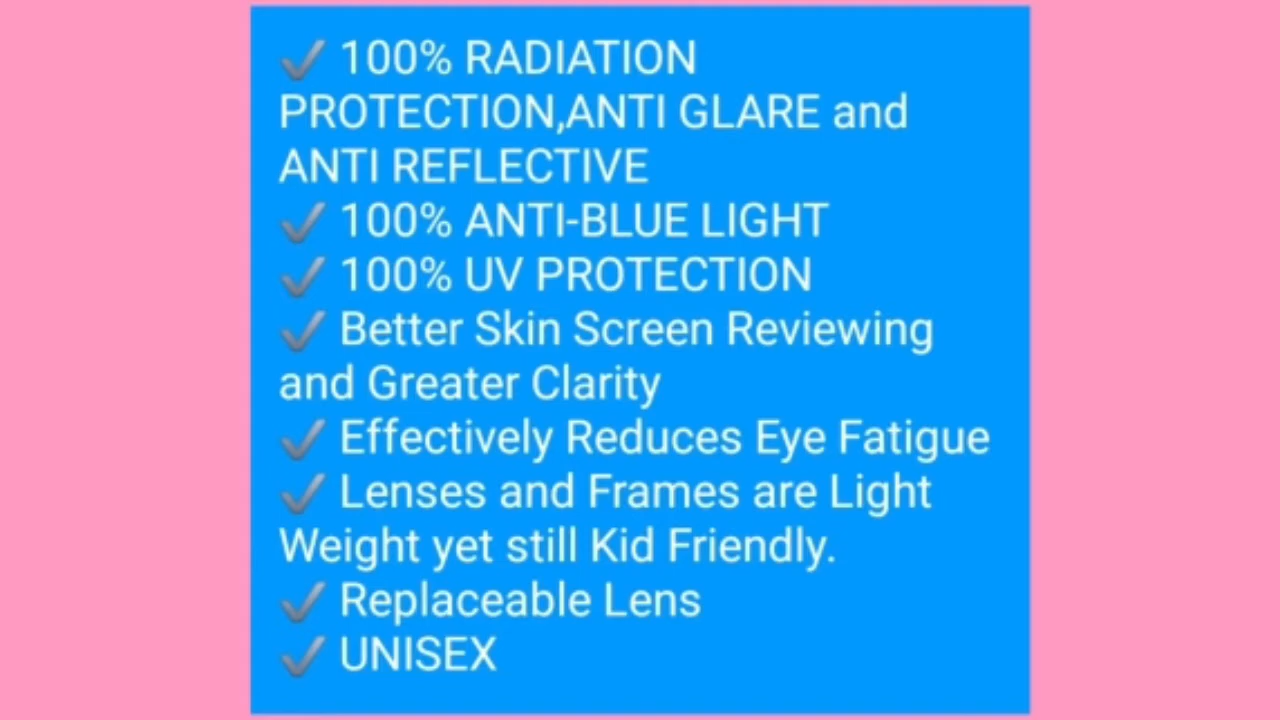 ✔ 100% RADIATION
PROTECTION,ANTI GLARE and
ANTI REFLECTIVE
✔ 100% ANTI-BLUE LIGHT
✔ 100% UV PROTECTION
✔ Better Skin Screen Reviewing
and Greater Clarity
✔ Effectively Reduces Eye Fatigue
✔ Lenses and Frames are Light
Weight yet still Kid Friendly.
✔ Replaceable Lens
✔ UNISEX